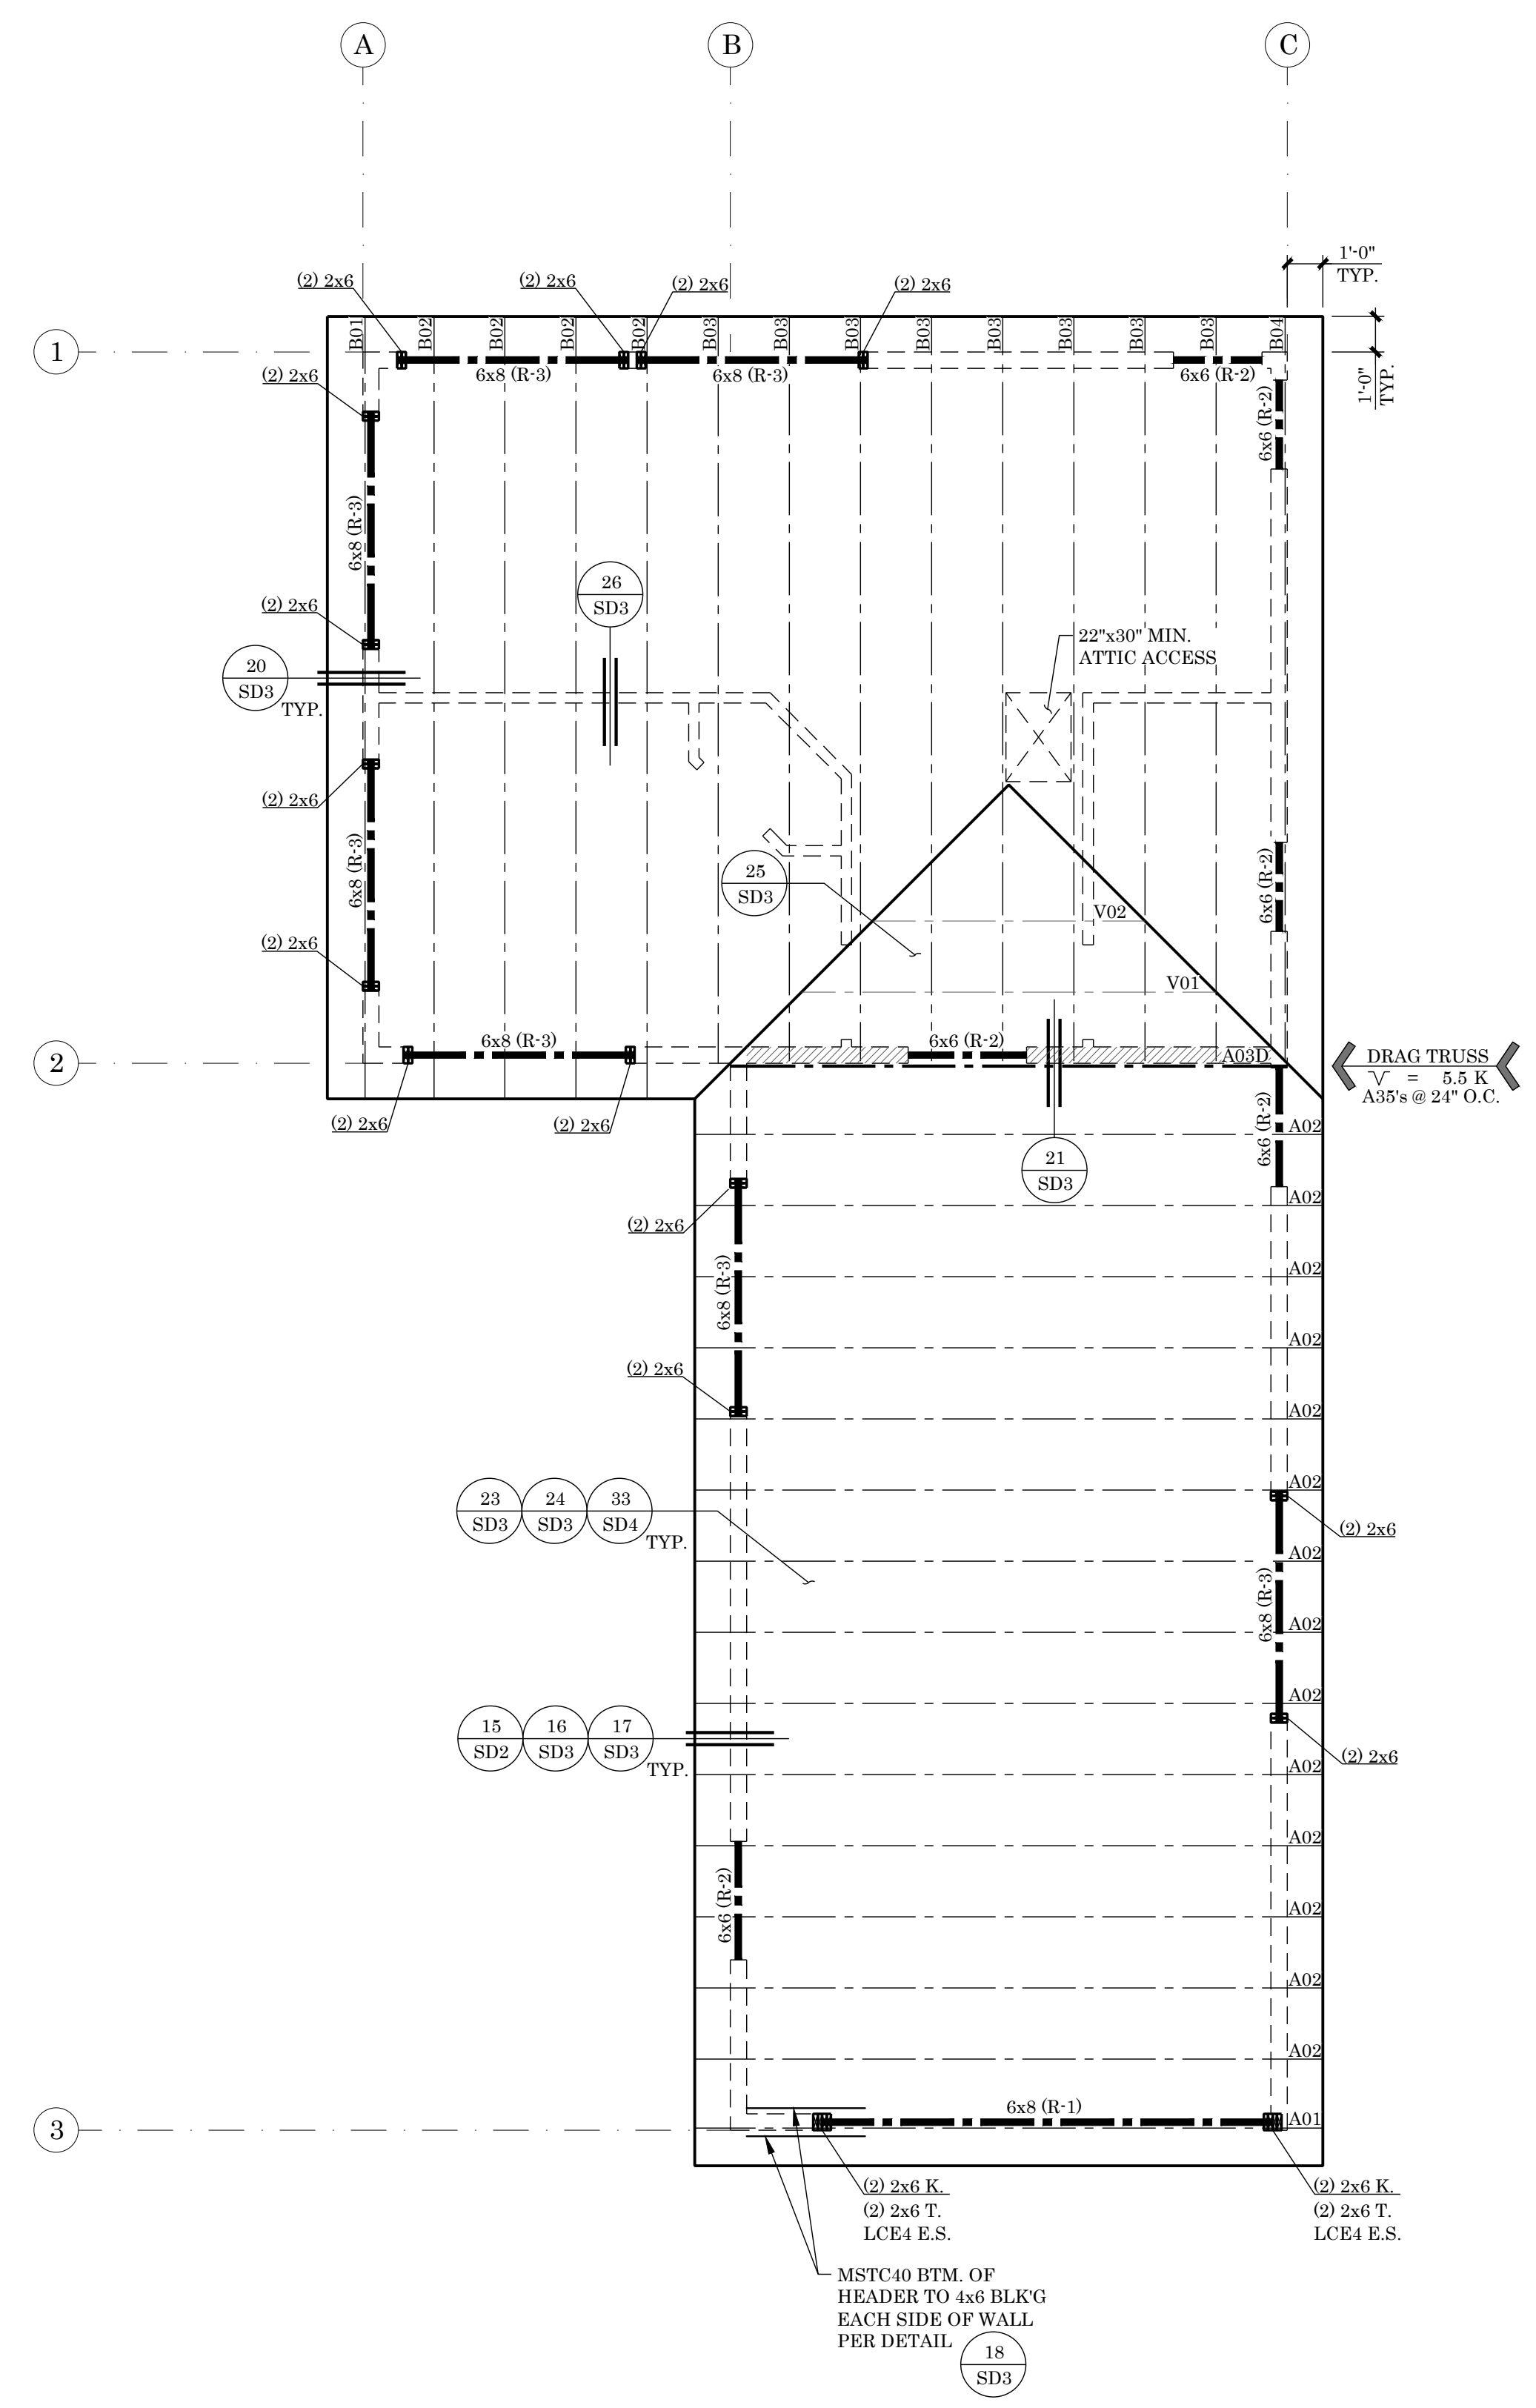 A
B
C
1'-0"
TYP.
(2) 2x6
(2) 2x6
(2) 2x6
(2) 2x6
B01
B02
B02
B02
B02
B03
B03
B03
B03
B03
B03
B03
B03
B04
1
1'-0"
TYP.
6x8 (R-3)
6x8 (R-3)
6x6 (R-2)
(2) 2x6
6x6 (R-2)
6x8 (R-3)
26
SD3
(2) 2x6
22"x30" MIN.
ATTIC ACCESS
20
SD3
TYP.
(2) 2x6
6x8 (R-3)
25
SD3
6x6 (R-2)
V02
(2) 2x6
V01
2
6x8 (R-3)
6x6 (R-2)
A03D
DRAG TRUSS
V = 5.5 K
A35's @ 24" O.C.
(2) 2x6
(2) 2x6
6x6 (R-2)
A02
21
SD3
A02
(2) 2x6
A02
6x8 (R-3)
A02
(2) 2x6
A02
A02
23
SD3
24
SD3
33
SD4
TYP.
(2) 2x6
A02
6x8 (R-3)
A02
A02
15
SD2
16
SD3
17
SD3
TYP.
(2) 2x6
A02
A02
6x6 (R-2)
A02
A02
A02
3
6x8 (R-1)
A01
(2) 2x6 K.
(2) 2x6 T.
LCE4 E.S.
(2) 2x6 K.
(2) 2x6 T.
LCE4 E.S.
MSTC40 BTM. OF
HEADER TO 4x6 BLK'G
EACH SIDE OF WALL
PER DETAIL
18
SD3